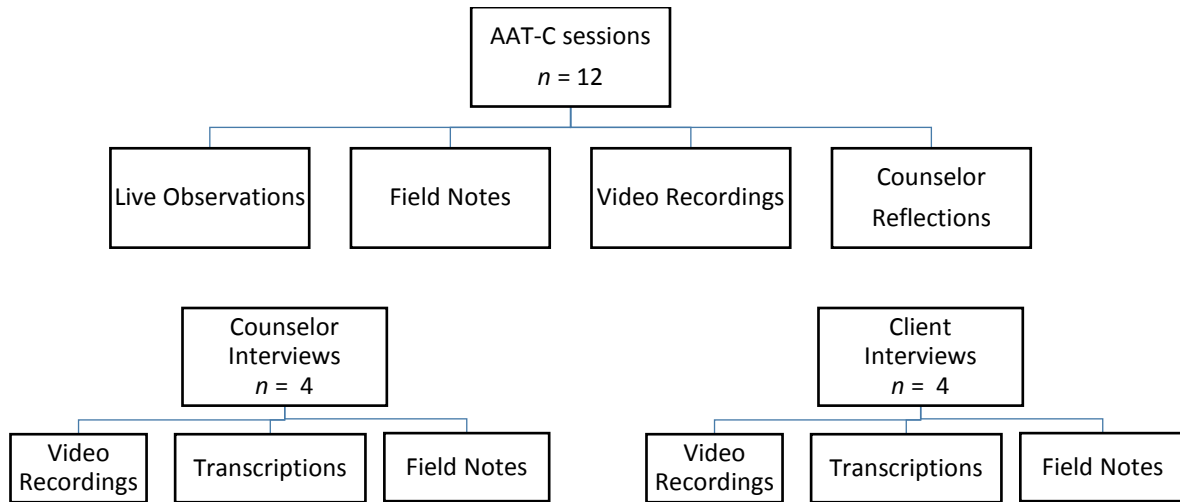 AAT-C sessions
n = 12
Live Observations
Field Notes
Video Recordings
Counselor
Reflections
Counselor
Interviews
n = 4
Client
Interviews
n = 4
Video
Recordings
Transcriptions
Field Notes
Video
Recordings
Transcriptions
Field Notes